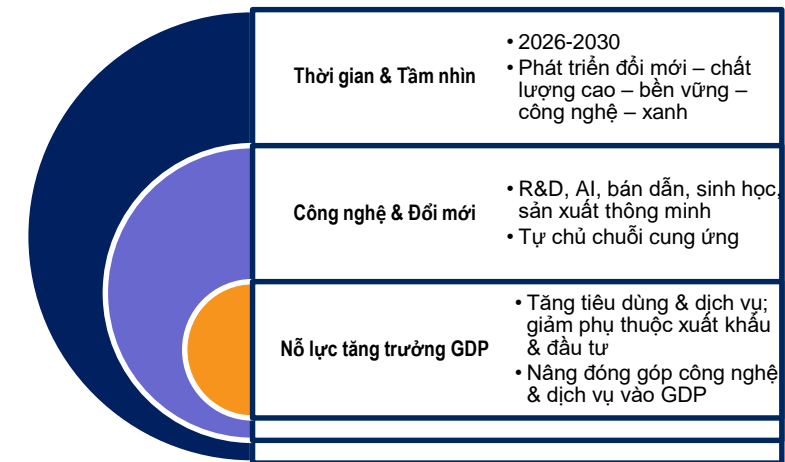 Thời gian & Tầm nhìn
• 2026-2030
• Phát triển đổi mới – chất
lượng cao – bền vững –
công nghệ – xanh
Công nghệ & Đổi mới
• R&D, AI, bán dẫn, sinh học,
sản xuất thông minh
• Tự chủ chuỗi cung ứng
Nỗ lực tăng trưởng GDP
• Tăng tiêu dùng & dịch vụ;
giảm phụ thuộc xuất khẩu
& đầu tư
• Nâng đóng góp công nghệ
& dịch vụ vào GDP